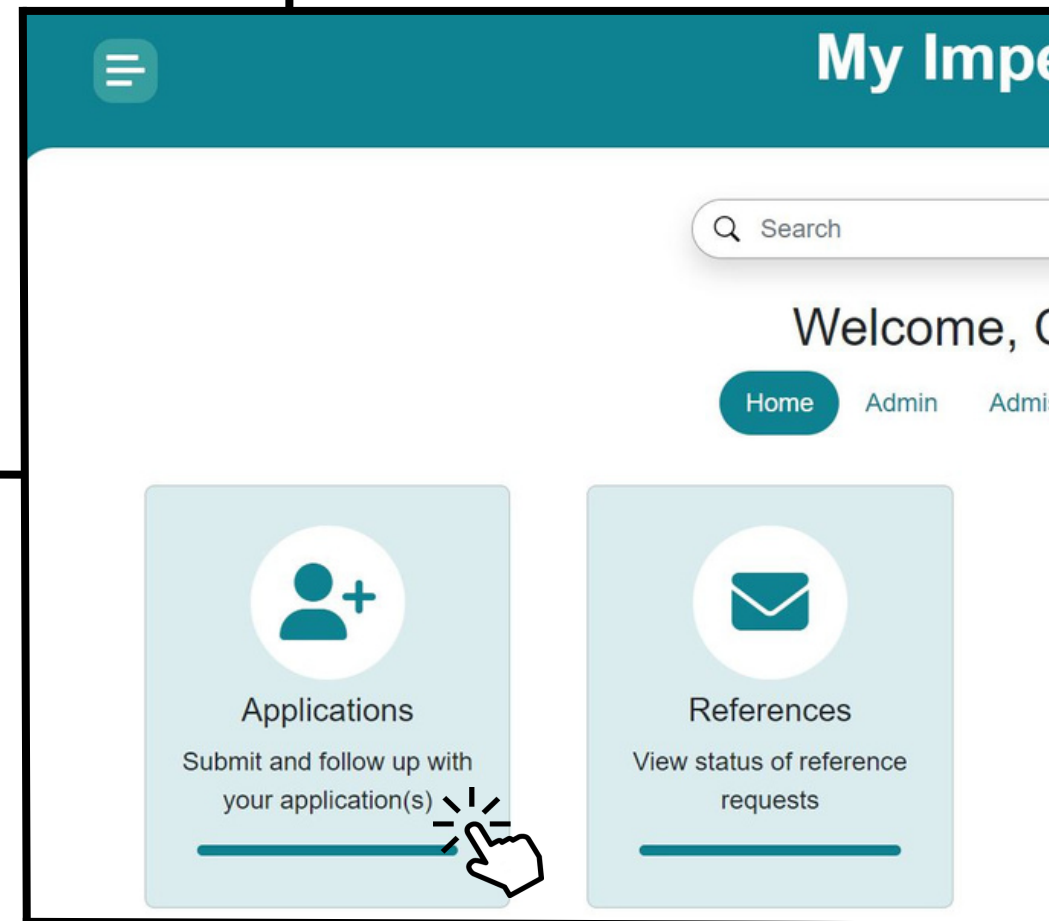 My Impe
Search
Welcome, C
Home Admin Admis
Applications
Submit and follow up with
your application(s)
References
View status of reference
requests